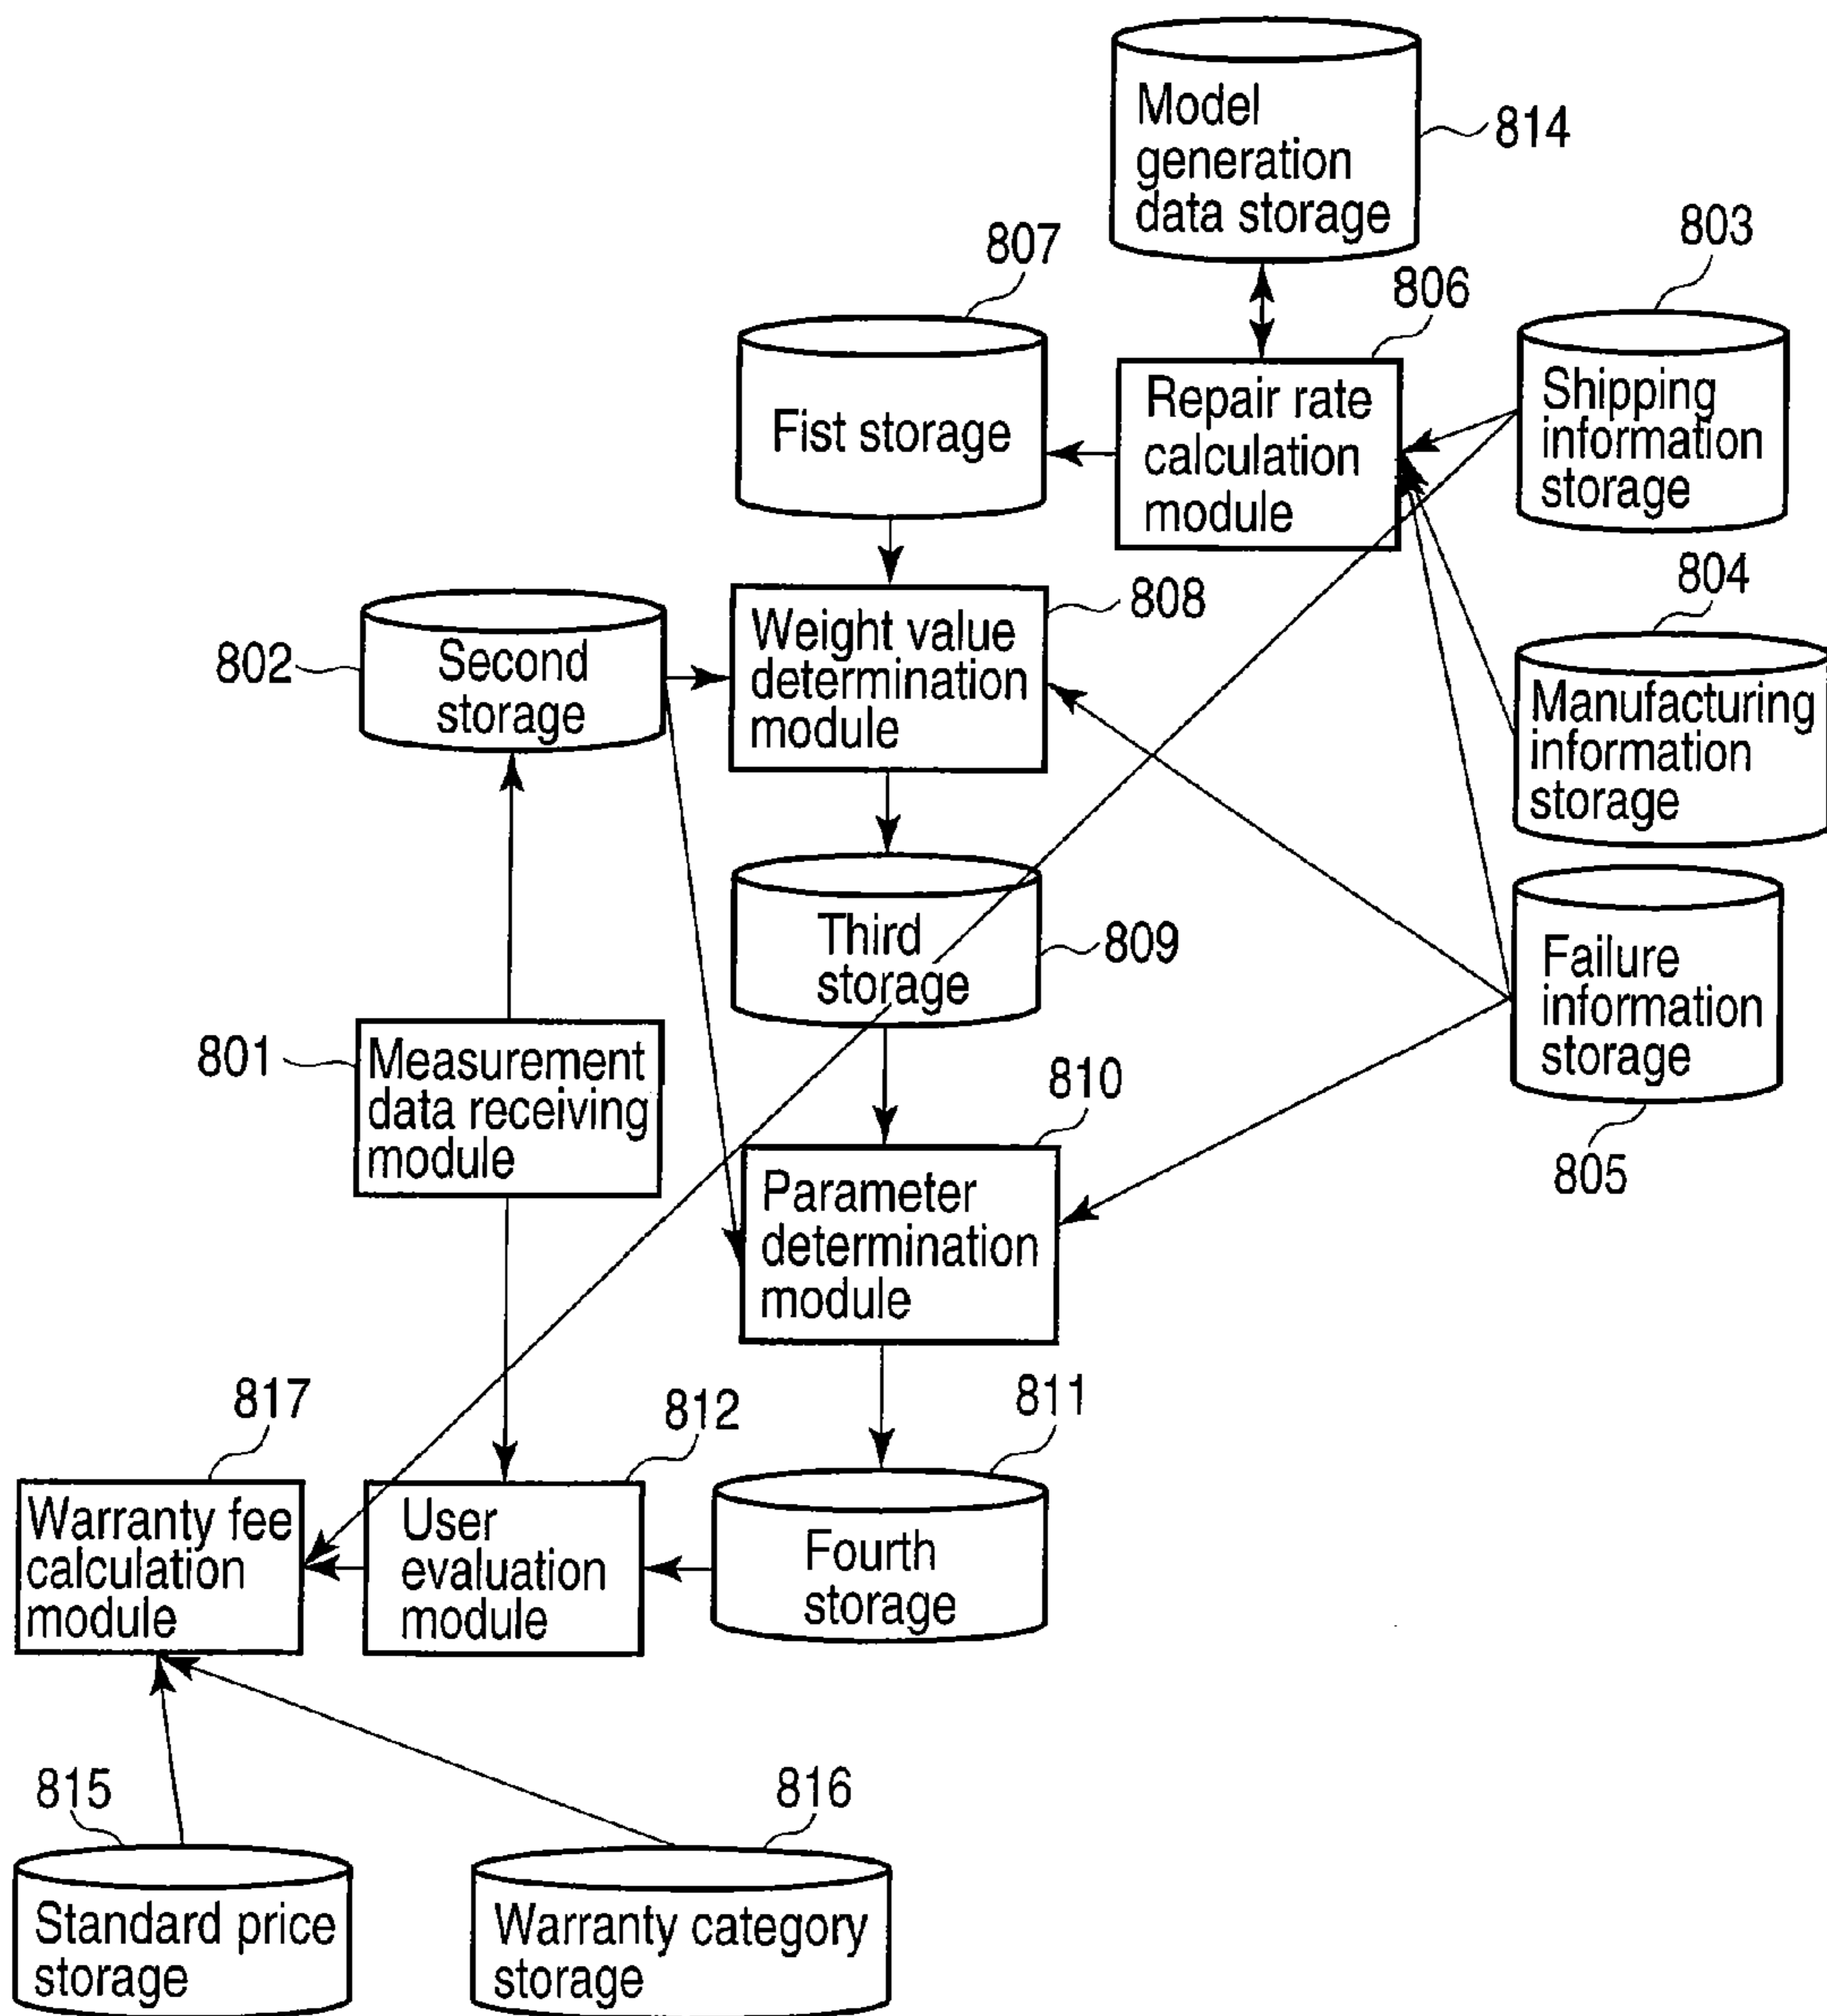 Model
generation
data storage
814
807
803
806
Fist storage
Repair rate
calculation
module
Shipping
information
storage
804
802
Second
storage
Weight value
determination
module
808
Manufacturing
information
storage
Third
storage
809
Failure
information
storage
805
801
Measurement
data receiving
module
810
Parameter
determination
module
817
812
811
Warranty fee
calculation
module
User
evaluation
module
Fourth
storage
815
816
Standard price
storage
Warranty category
storage